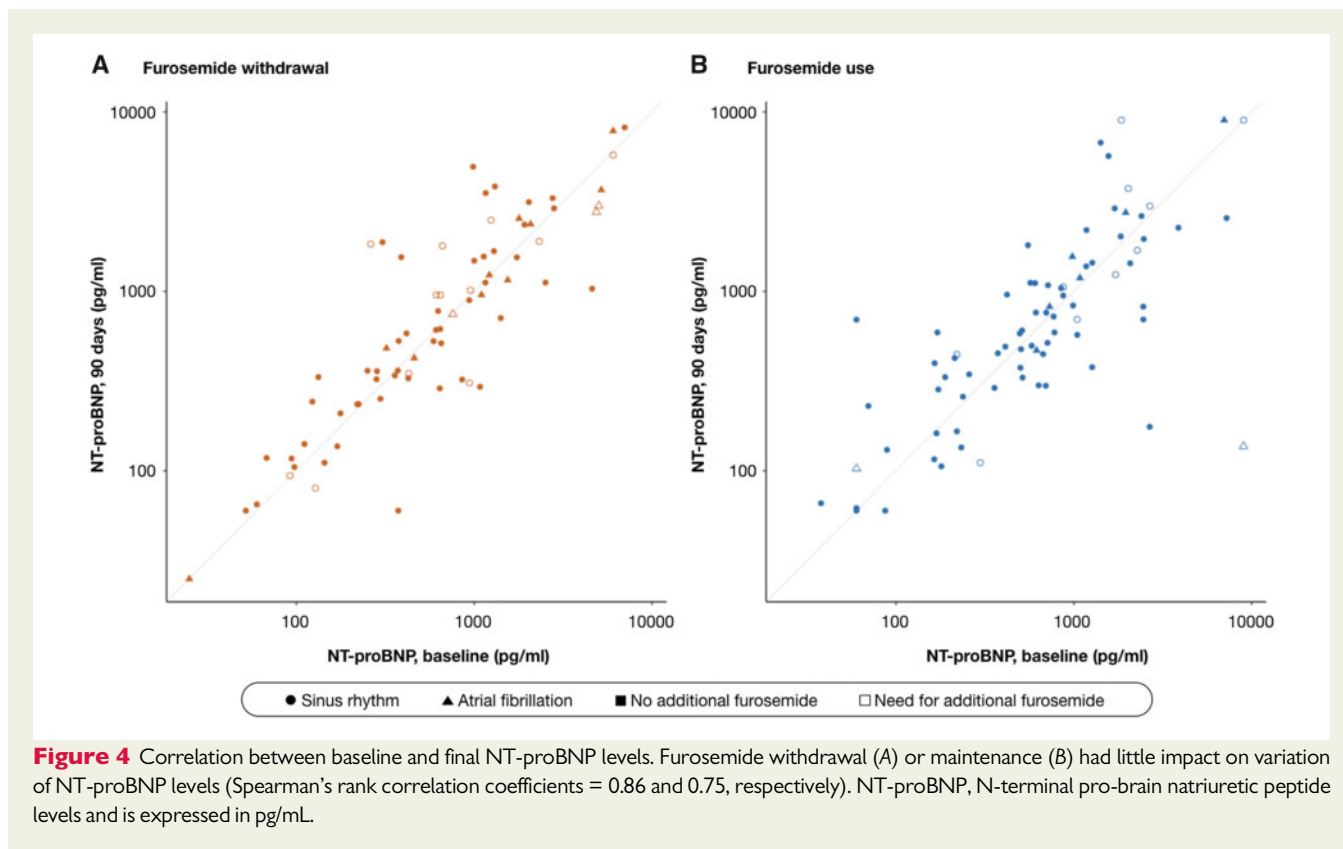 A Furosemide withdrawal
NT-proBNP, 90 days (pg/ml)
10000
1000
100
100 1000 10000
NT-proBNP, baseline (pg/ml)
B Furosemide use
NT-proBNP, 90 days (pg/ml)
10000
1000
100
100 1000 10000
NT-proBNP, baseline (pg/ml)
Sinus rhythm Atrial fibrillation No additional furosemide Need for additional furosemide
Figure 4 Correlation between baseline and final NT-proBNP levels. Furosemide withdrawal (A) or maintenance (B) had little impact on variation
of NT-proBNP levels (Spearman's rank correlation coefficients = 0.86 and 0.75, respectively). NT-proBNP, N-terminal pro-brain natriuretic peptide
levels and is expressed in pg/mL.